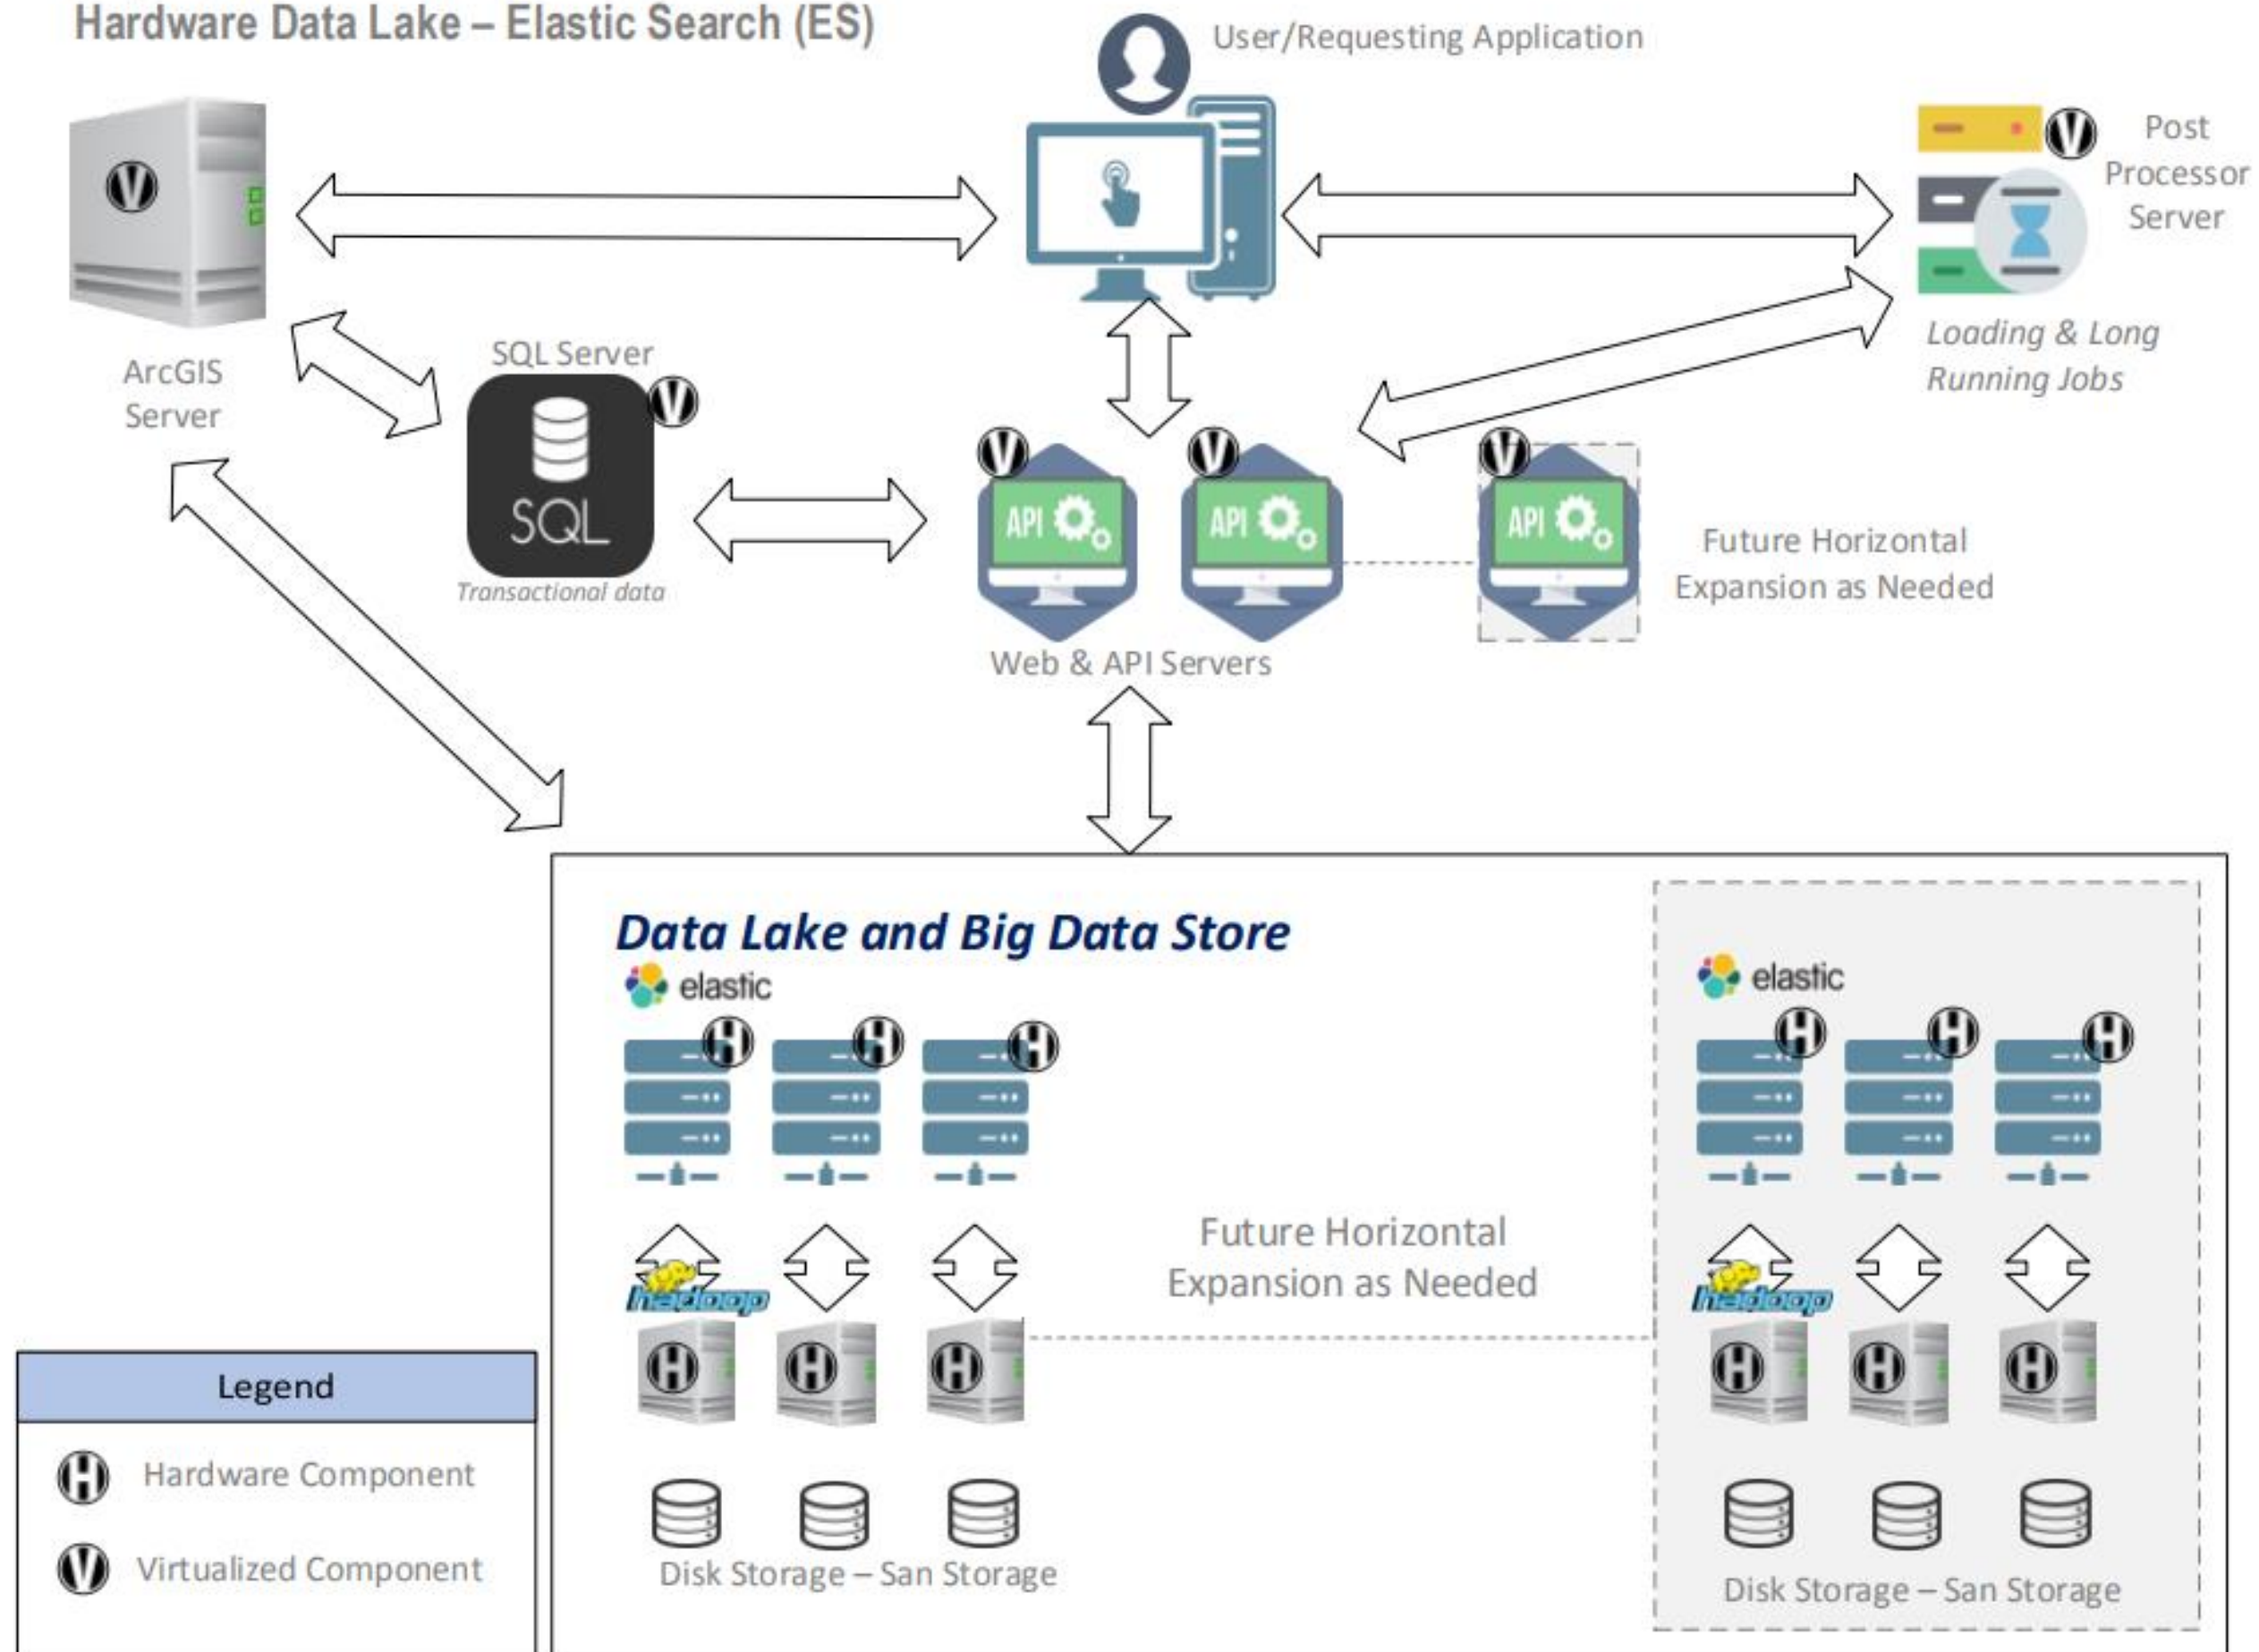 Hardware Data Lake – Elastic Search (ES)
User/Requesting Application
V
V
Post
Processor
Server
Loading & Long
Running Jobs
ArcGIS
Server
SQL Server
V
SQL
Transactional data
V
V
V
API
API
API
Future Horizontal
Expansion as Needed
Web & API Servers
Data Lake and Big Data Store
elastic
H
H
H
hadoop
H
H
H
Disk Storage – San Storage
Future Horizontal
Expansion as Needed
elastic
H
H
H
hadoop
H
H
H
Disk Storage – San Storage
Legend
H Hardware Component
V Virtualized Component